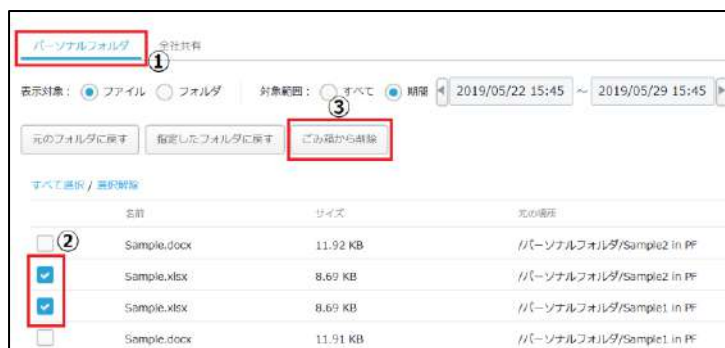 パーソナルフォルダ 全社共有
①
表示対象： ファイル フォルダ 対象範囲： すべて 期間 2019/05/22 15:45 ～ 2019/05/29 15:45
③
元のフォルダに戻す 指定したフォルダに戻す ごみ箱から削除
すべて選択 / 選択解除
名前 サイズ 元の場所
② Sample.docx 11.92 KB /パーソナルフォルダ/Sample2 in PF
Sample.xlsx 8.69 KB /パーソナルフォルダ/Sample2 in PF
Sample.xlsx 8.69 KB /パーソナルフォルダ/Sample1 in PF
Sample.docx 11.91 KB /パーソナルフォルダ/Sample1 in PF